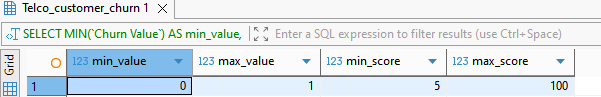 Telco_customer_churn 1
SELECT MIN(`Churn Value`) AS min_value, Enter a SQL expression to filter results (use Ctrl+Space)
Grid
123 min_value 123 max_value 123 min_score 123 max_score
1 0 1 5 100